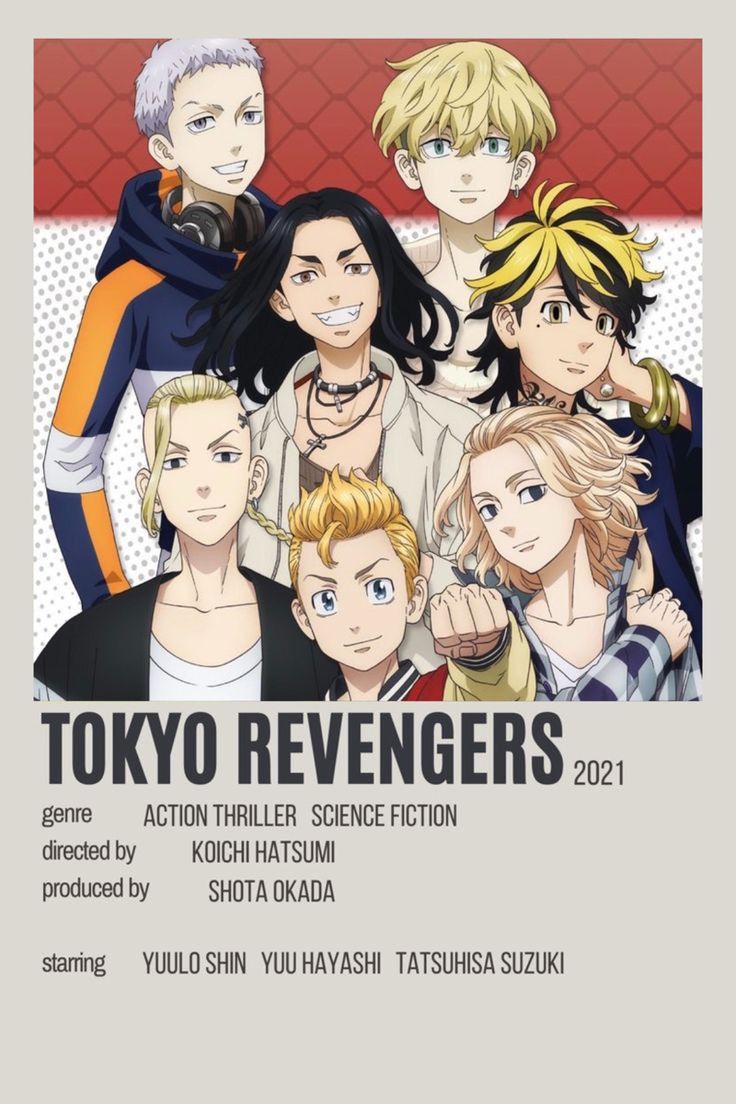 TOKYO REVENGERS 2021
genre ACTION THRILLER SCIENCE FICTION
directed by KOICHI HATSUMI
produced by SHOTA OKADA
starring YUULO SHIN YUU HAYASHI TATSUHISA SUZUKI